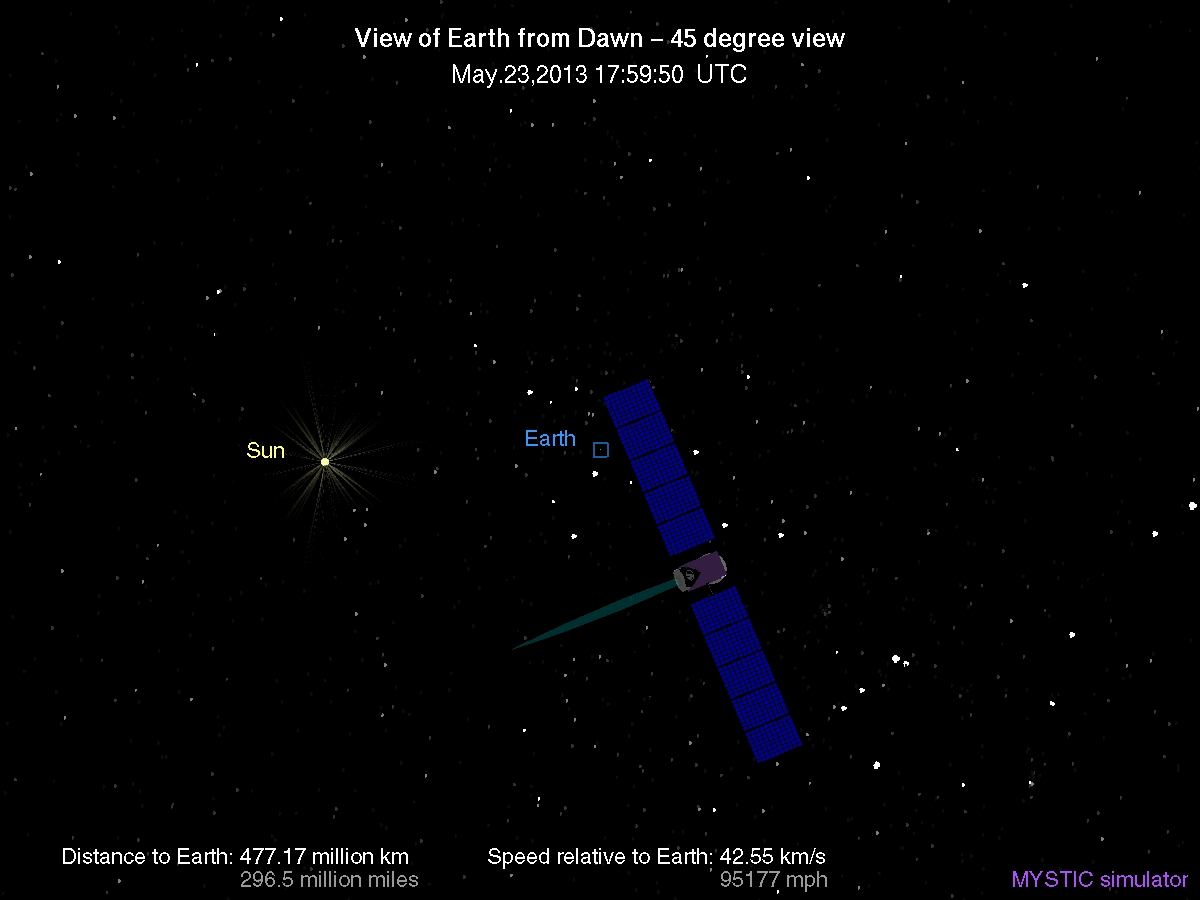 View of Earth from Dawn – 45 degree view
May.23,2013 17:59:50 UTC
Earth
Sun
Distance to Earth: 477.17 million km
296.5 million miles
Speed relative to Earth: 42.55 km/s
95177 mph
MYSTIC simulator